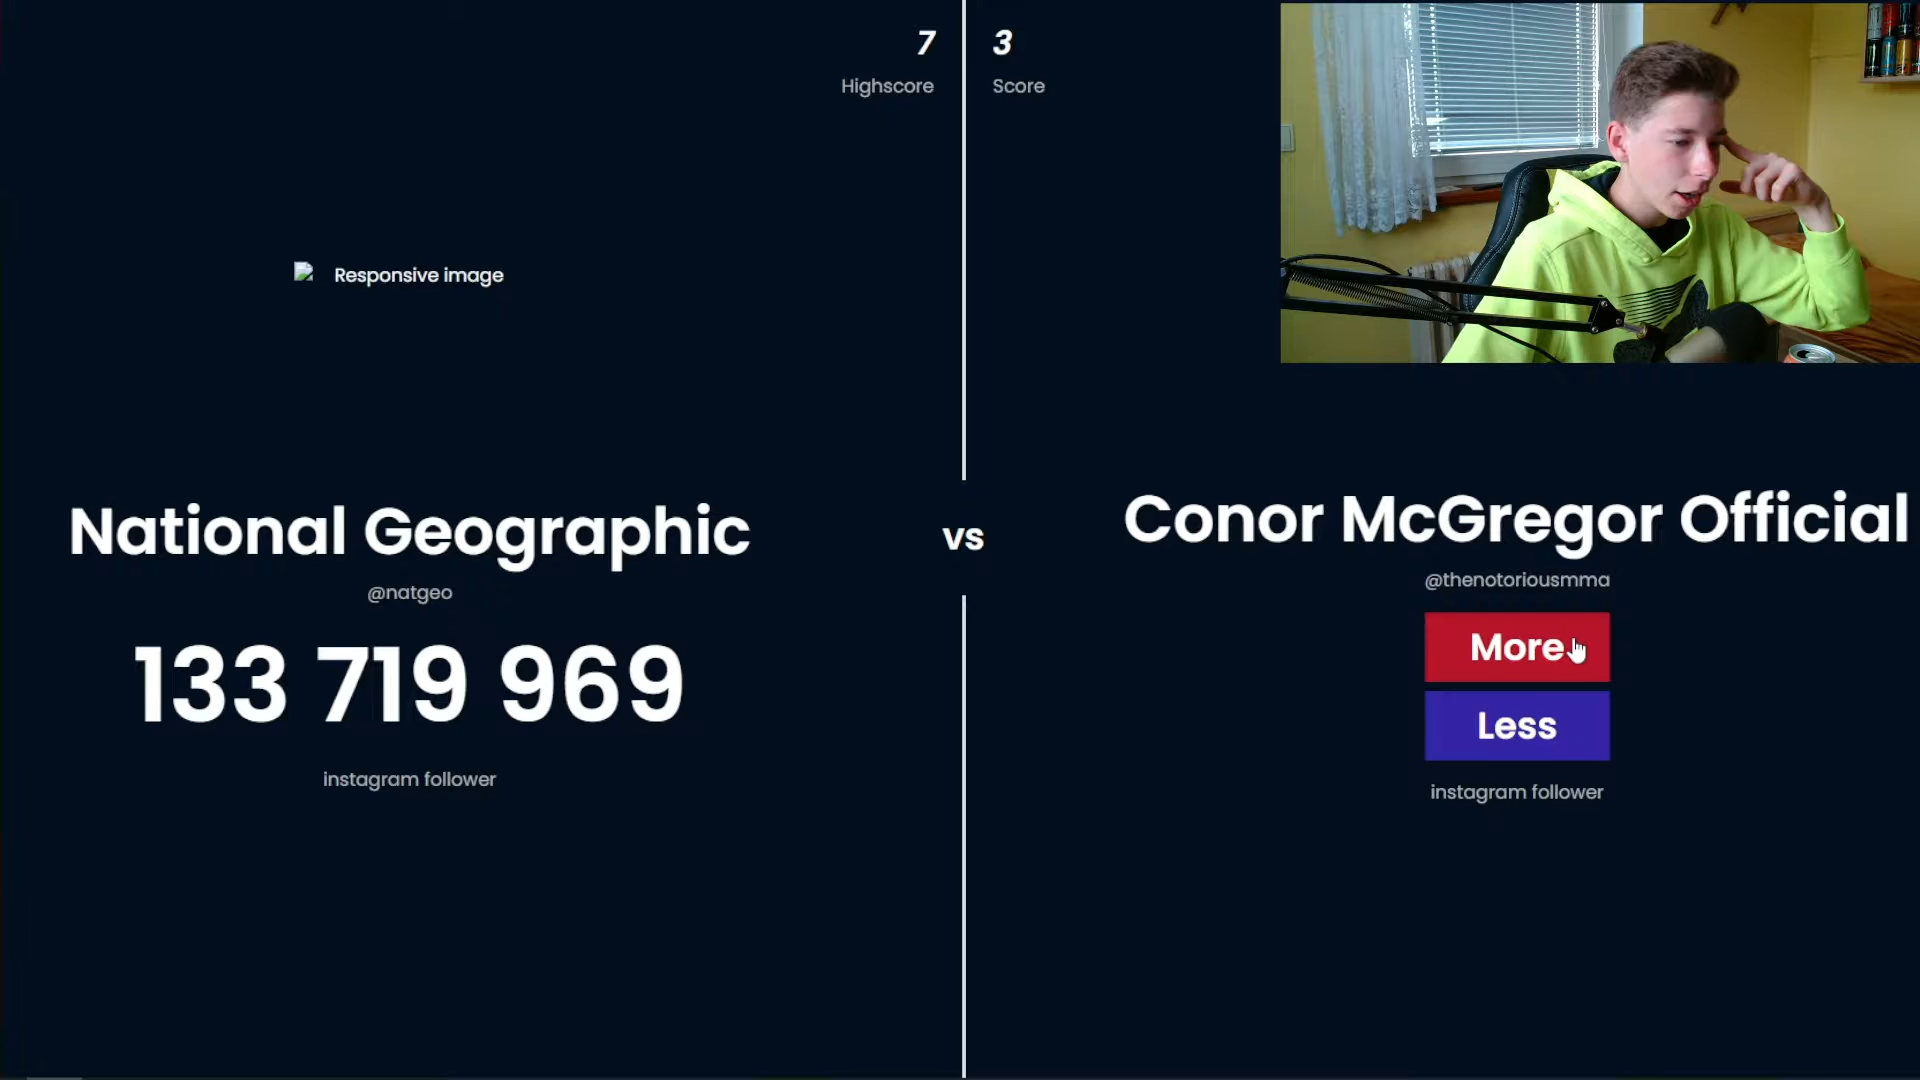 7
Highscore
3
Score
Responsive image
National Geographic
@natgeo
133 719 969
instagram follower
vs
Conor McGregor Official
@thenotoriousmma
More
Less
instagram follower